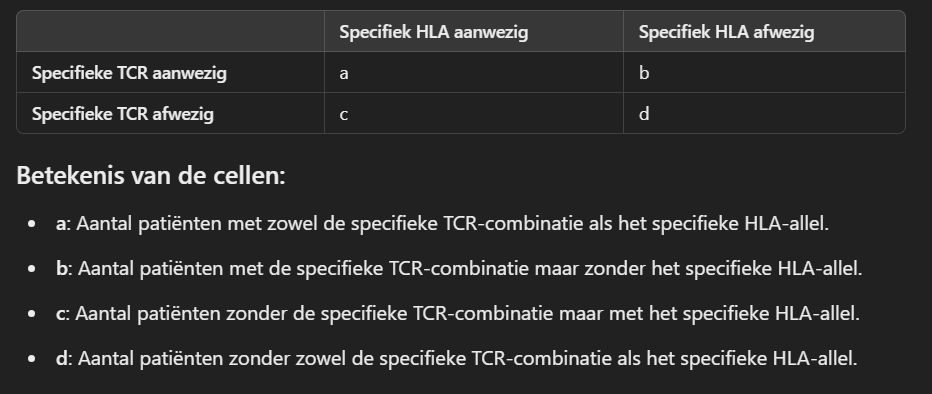 Specifiek HLA aanwezig Specifiek HLA afwezig
Specifieke TCR aanwezig a b
Specifieke TCR afwezig c d
Betekenis van de cellen:
• a: Aantal patiënten met zowel de specifieke TCR-combinatie als het specifieke HLA-allel.
• b: Aantal patiënten met de specifieke TCR-combinatie maar zonder het specifieke HLA-allel.
• c: Aantal patiënten zonder de specifieke TCR-combinatie maar met het specifieke HLA-allel.
• d: Aantal patiënten zonder zowel de specifieke TCR-combinatie als het specifieke HLA-allel.